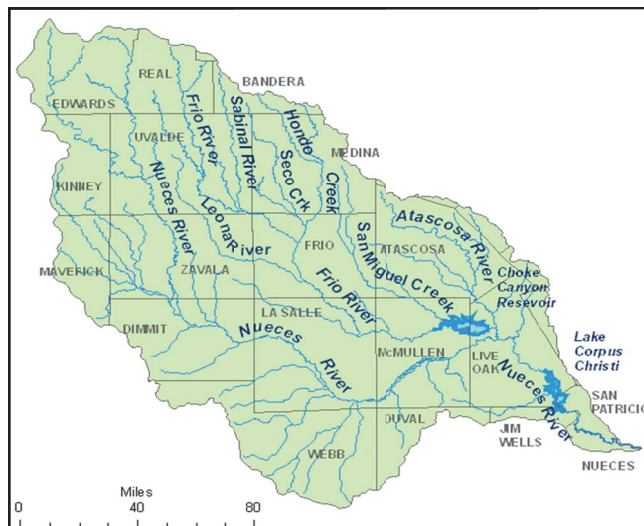 REAL
BANDERA
EDWARDS
Frio River
Sabinal River
Hondo
Creek
UVALDE
Seco Crk
MEDINA
Nueces River
KINNEY
Leona River
Atascosa River
FRIO
ATASCOSA
San Miguel Creek
MAVERICK
ZAVALA
Choke
Canyon
Resevoir
Frio River
LA SALLE
DIMMIT
Nueces
River
McMULLEN
LIVE
OAK
Lake
Corpus
Christi
Nueces River
SAN
PATRICIO
DUVAL
JIM
WELLS
WEBB
NUECES
Miles
0 40 80